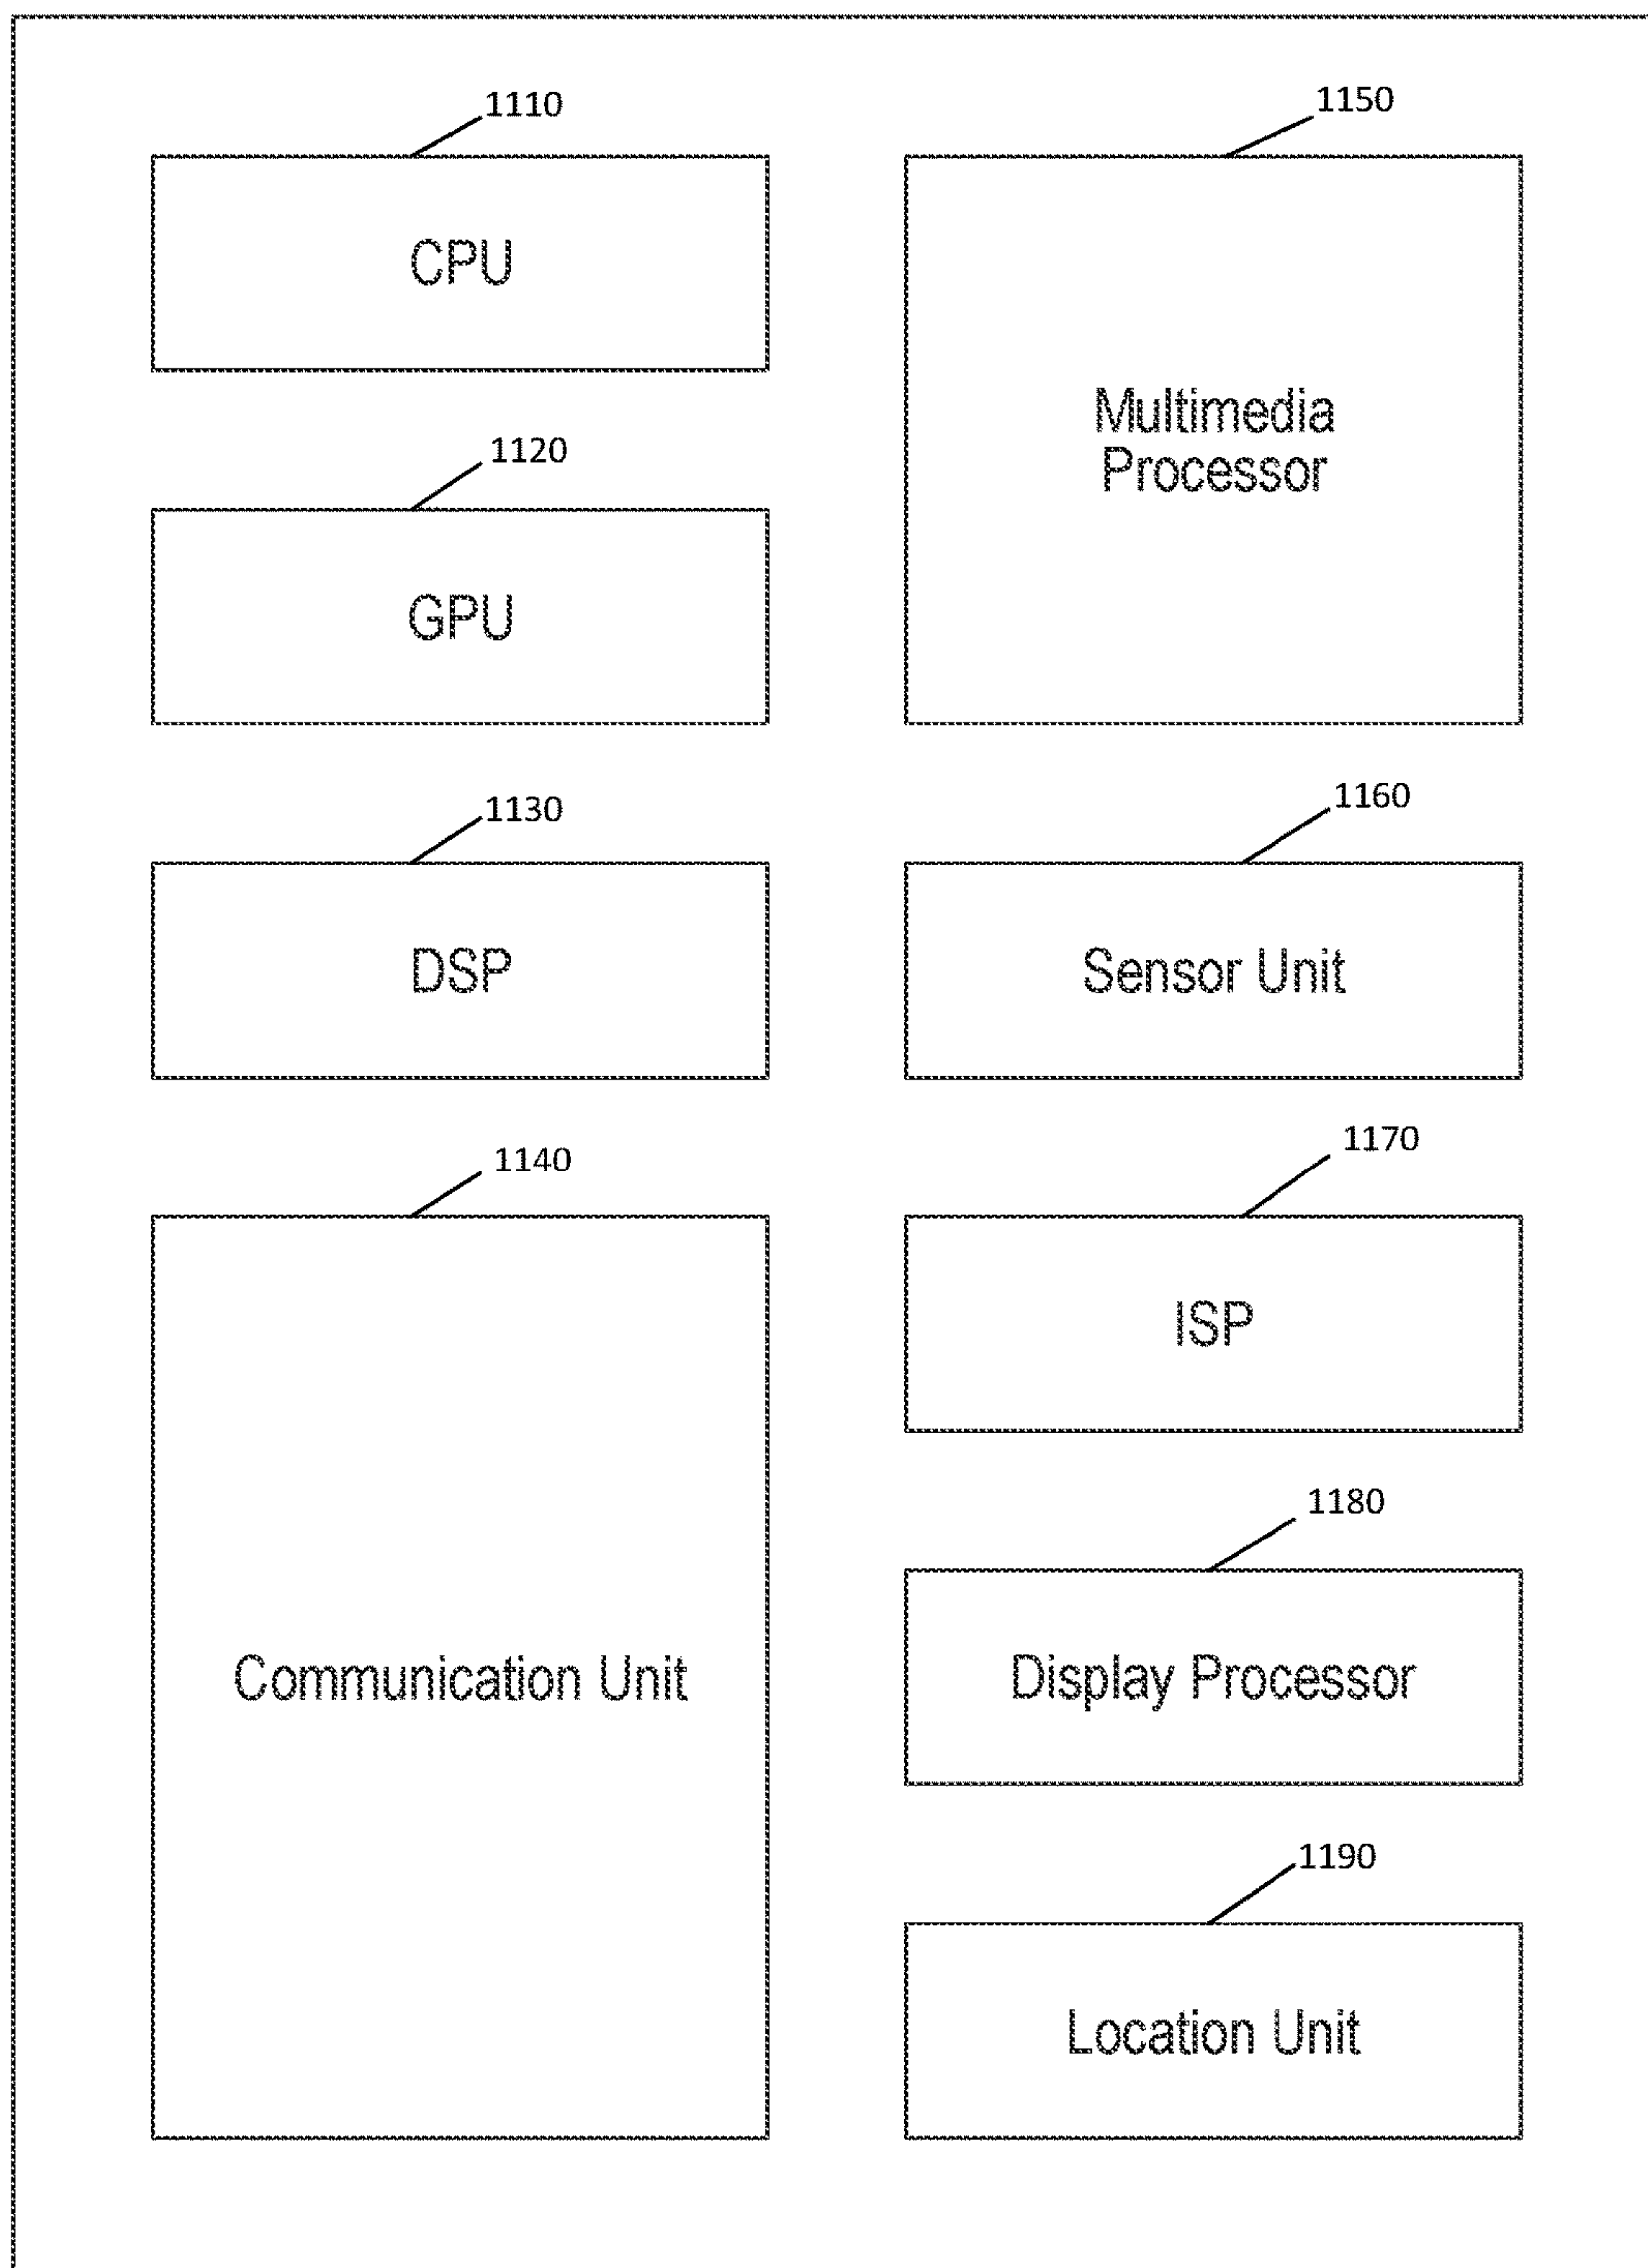 1110
CPU
1120
GPU
1130
DSP
1140
Communication Unit
1150
Multimedia
Processor
1160
Sensor Unit
1170
ISP
1180
Display Processor
1190
Location Unit